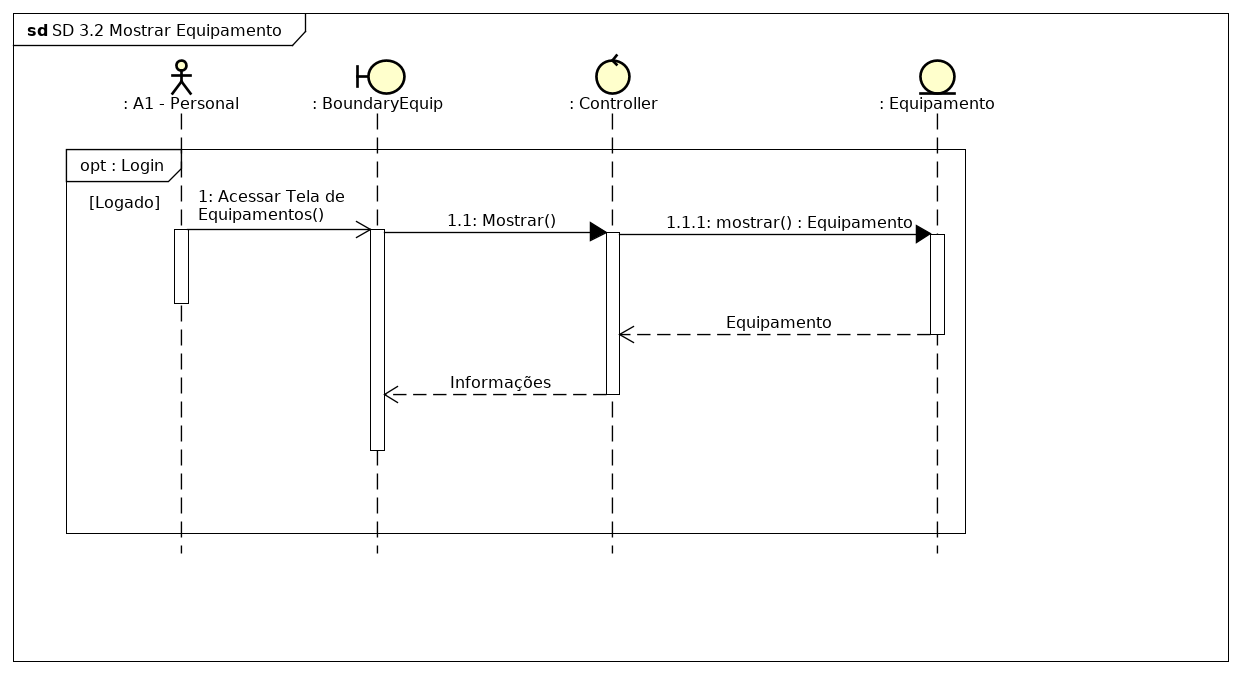 sd SD 3.2 Mostrar Equipamento
: A1 - Personal
: BoundaryEquip
: Controller
: Equipamento
opt : Login
[Logado]
1: Acessar Tela de
Equipamentos()
1.1: Mostrar()
1.1.1: mostrar() : Equipamento
Equipamento
Informações